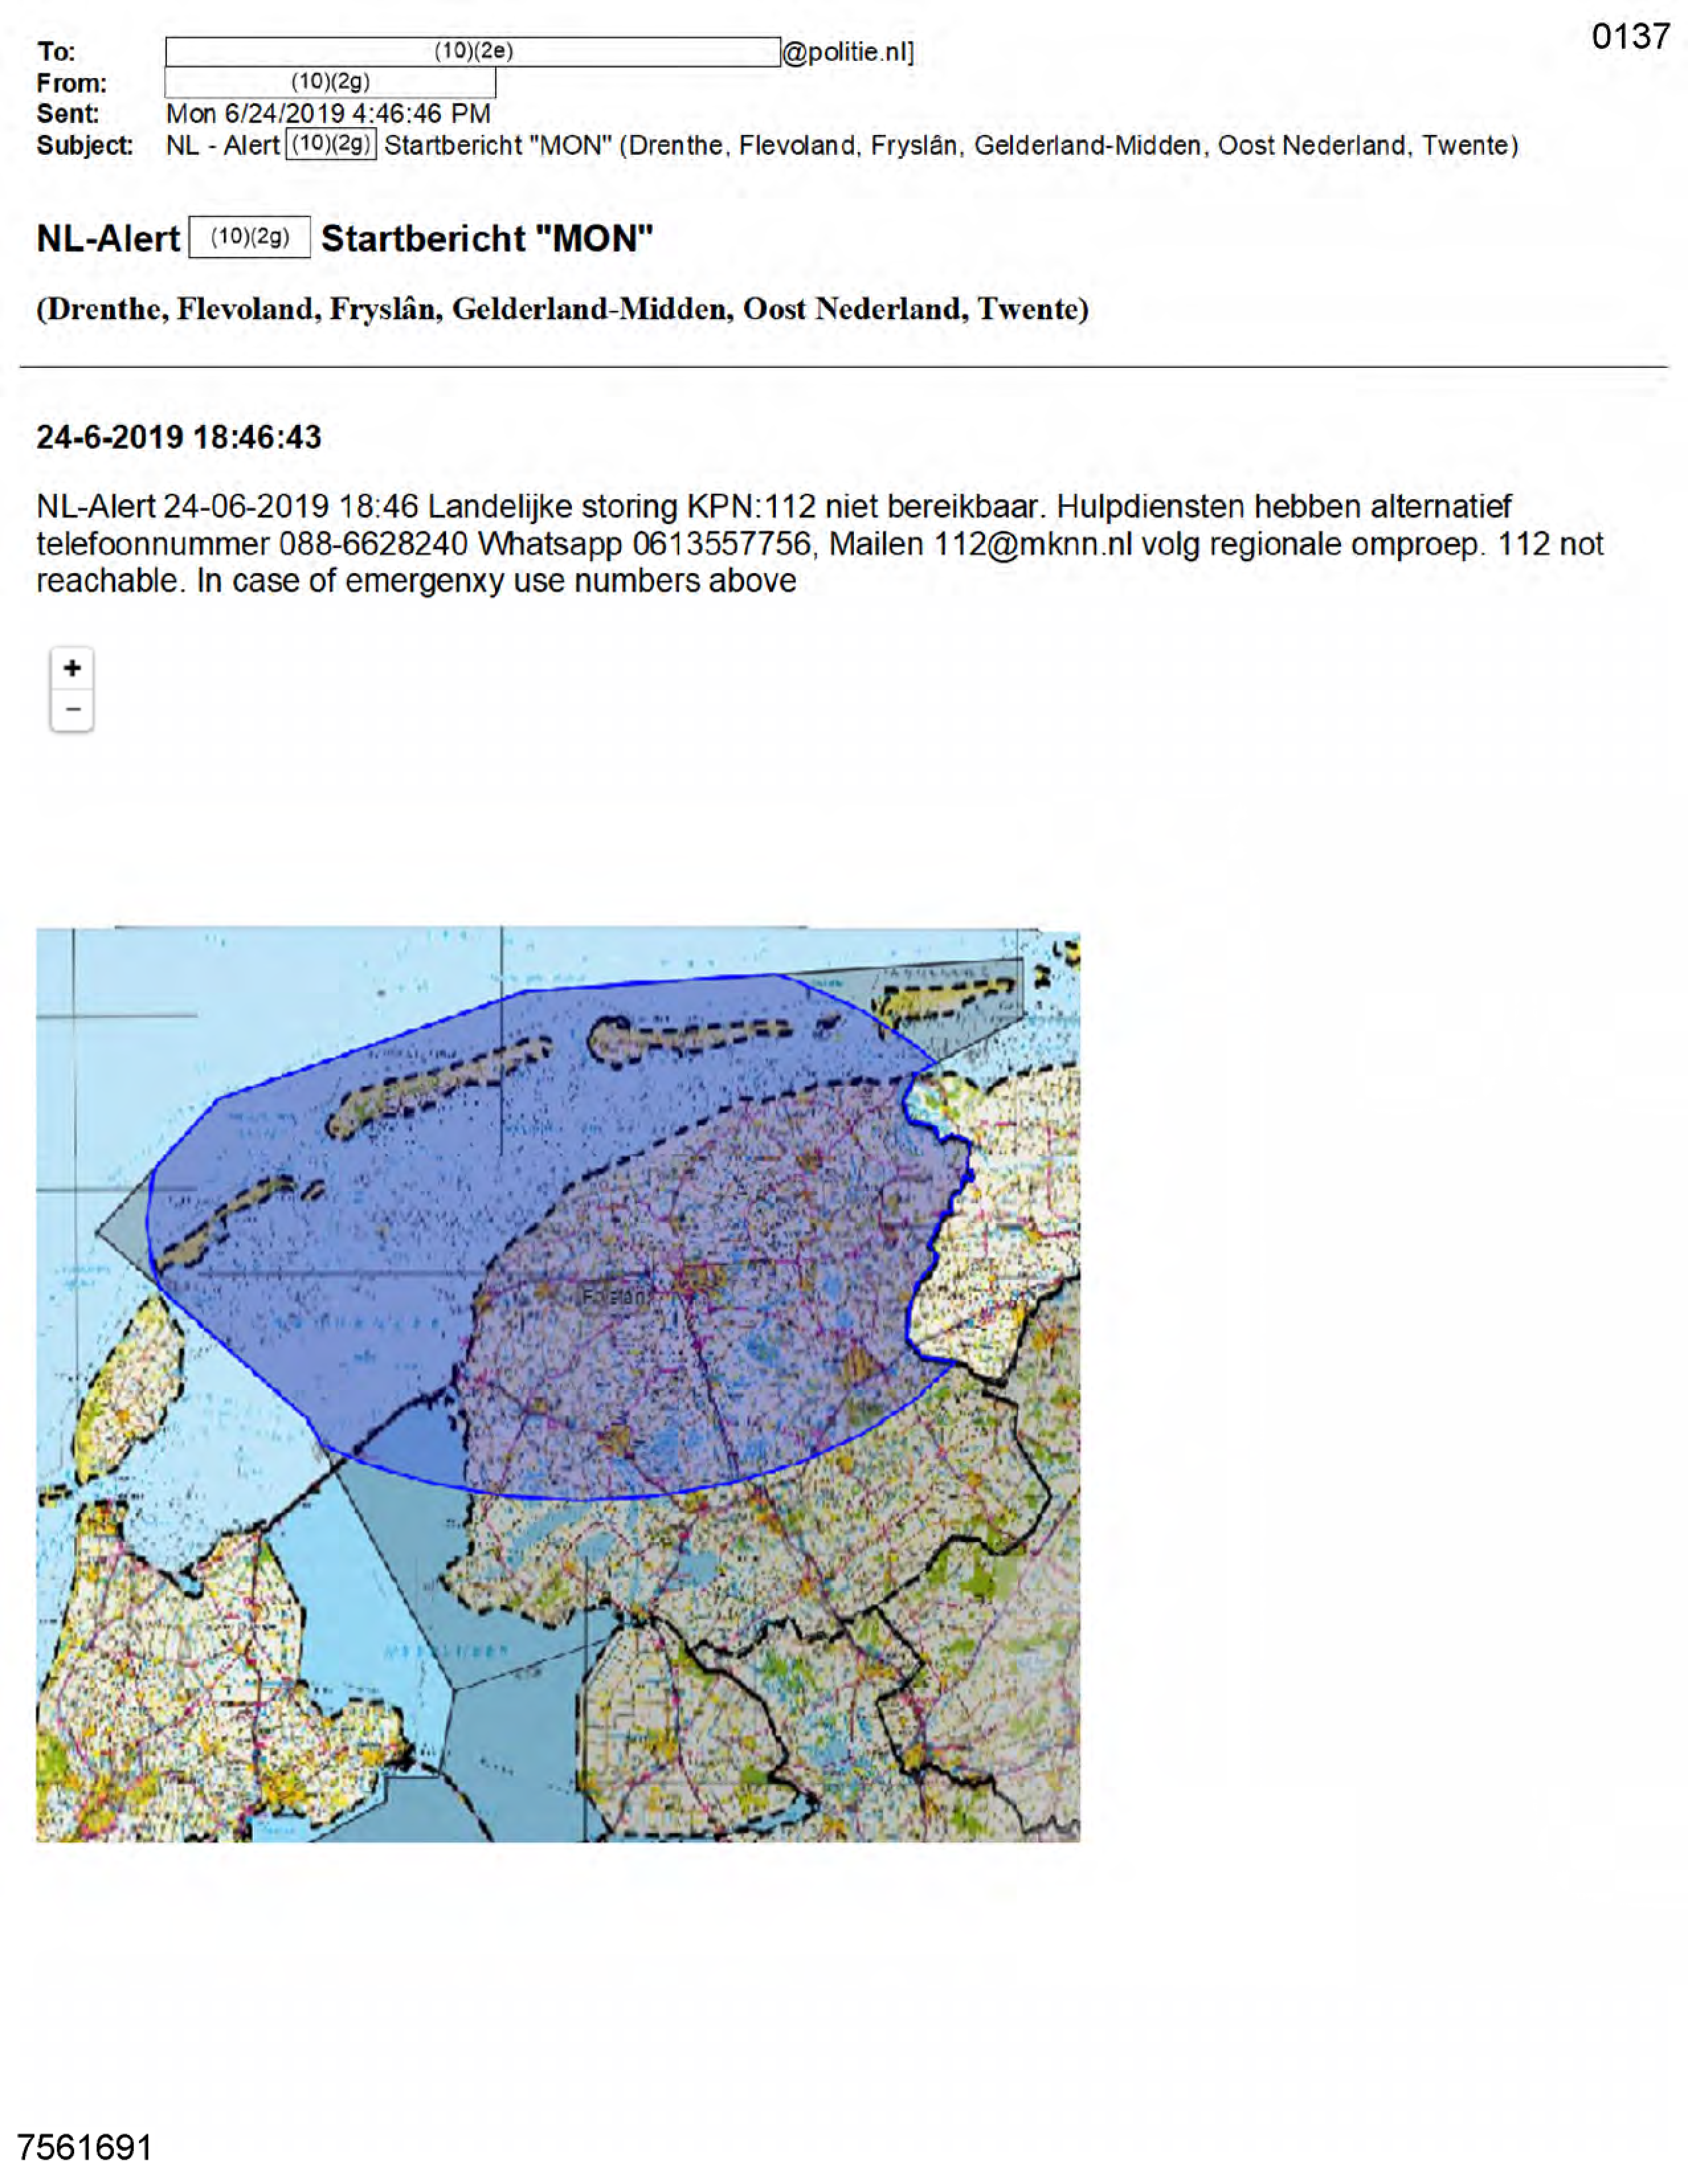 0137
To: (10)(2e) @politie.nl]
From: (10)(2g)
Sent: Mon 6/24/2019 4:46:46 PM
Subject: NL - Alert (10)(2g) Startbericht "MON" (Drenthe, Flevoland, Fryslân, Gelderland-Midden, Oost Nederland, Twente)
NL-Alert (10)(2g) Startbericht "MON"
(Drenthe, Flevoland, Fryslân, Gelderland-Midden, Oost Nederland, Twente)
24-6-2019 18:46:43
NL-Alert 24-06-2019 18:46 Landelijke storing KPN:112 niet bereikbaar. Hulpdiensten hebben alternatief
telefoonnummer 088-6628240 Whatsapp 0613557756, Mailen 112@mknn.nl volg regionale omproep. 112 not
reachable. In case of emergenxy use numbers above
+
−
7561691